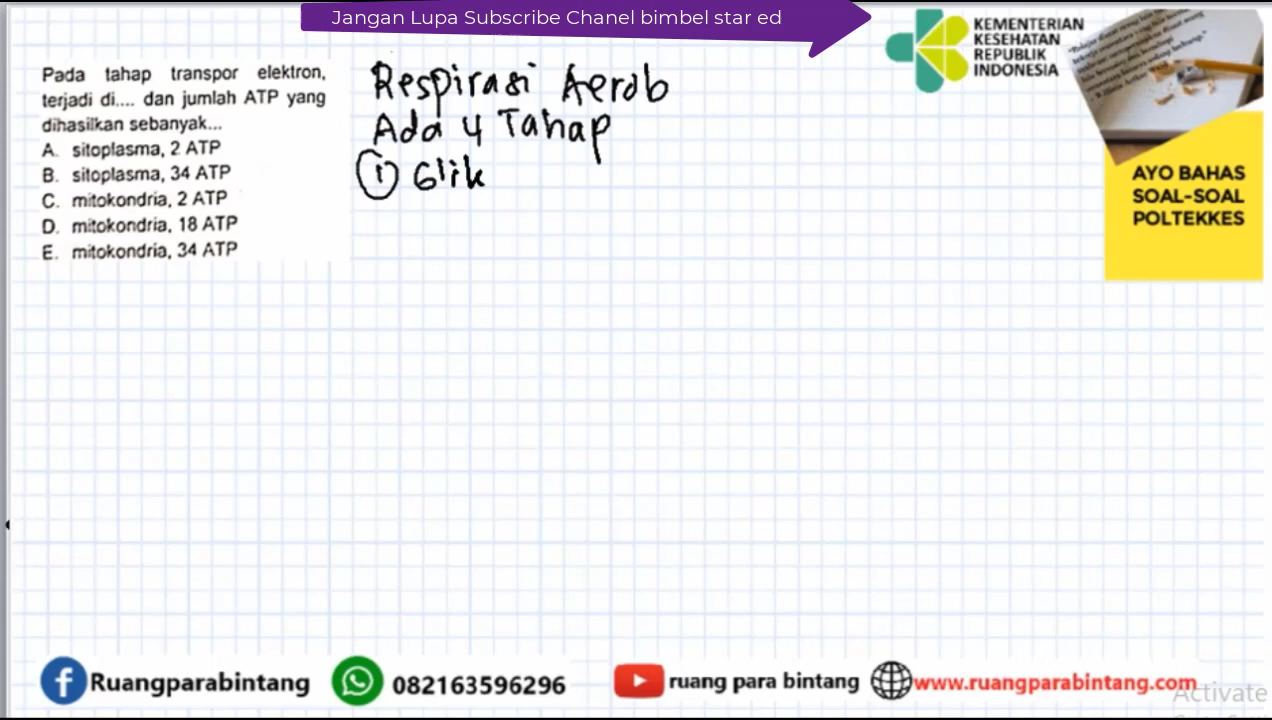 Jangan Lupa Subscribe Chanel bimbel star ed
KEMENTERIAN
KESEHATAN
REPUBLIK
INDONESIA
Pada tahap transpor elektron,
terjadi di.... dan jumlah ATP yang
dihasilkan sebanyak...
A. sitoplasma, 2 ATP
B. sitoplasma, 34 ATP
C. mitokondria, 2 ATP
D. mitokondria, 18 ATP
E. mitokondria, 34 ATP
Respirasi Aerob
Ada 4 Tahap
① Glik
AYO BAHAS
SOAL-SOAL
POLTEKKES
Ruangparabintang
082163596296
ruang para bintang
www.ruangparabintang.com
Activate